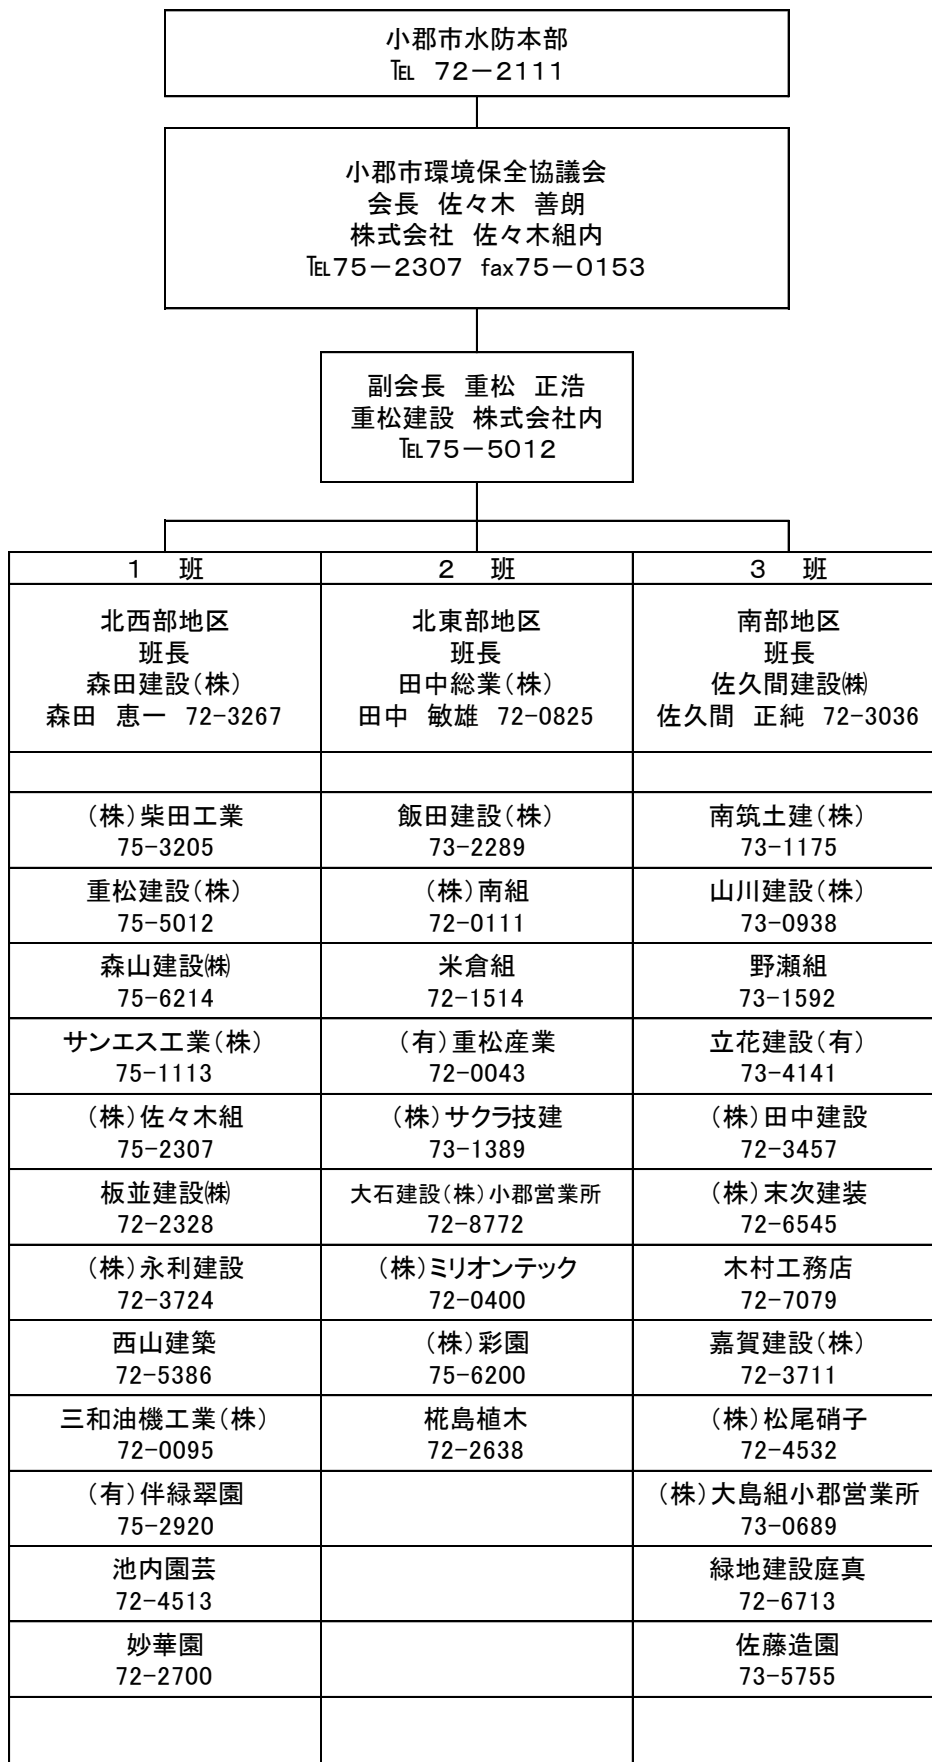 小郡市水防本部
℡ 72-2111
小郡市環境保全協議会
会長 佐々木 善朗
株式会社 佐々木組内
℡75-2307 fax75-0153
副会長 重松 正浩
重松建設 株式会社内
℡75-5012
1 班
北西部地区
班長
森田建設(株)
森田 恵一 72-3267
(株)柴田工業
75-3205
重松建設(株)
75-5012
森山建設㈱
75-6214
サンエス工業(株)
75-1113
(株)佐々木組
75-2307
板並建設㈱
72-2328
(株)永利建設
72-3724
西山建築
72-5386
三和油機工業(株)
72-0095
(有)伴緑翠園
75-2920
池内園芸
72-4513
妙華園
72-2700
2 班
北東部地区
班長
田中総業(株)
田中 敏雄 72-0825
飯田建設(株)
73-2289
(株)南組
72-0111
米倉組
72-1514
(有)重松産業
72-0043
(株)サクラ技建
73-1389
大石建設(株)小郡営業所
72-8772
(株)ミリオンテック
72-0400
(株)彩園
75-6200
椛島植木
72-2638
3 班
南部地区
班長
佐久間建設㈱
佐久間 正純 72-3036
南筑土建(株)
73-1175
山川建設(株)
73-0938
野瀬組
73-1592
立花建設(有)
73-4141
(株)田中建設
72-3457
(株)末次建装
72-6545
木村工務店
72-7079
嘉賀建設(株)
72-3711
(株)松尾硝子
72-4532
(株)大島組小郡営業所
73-0689
緑地建設庭真
72-6713
佐藤造園
73-5755